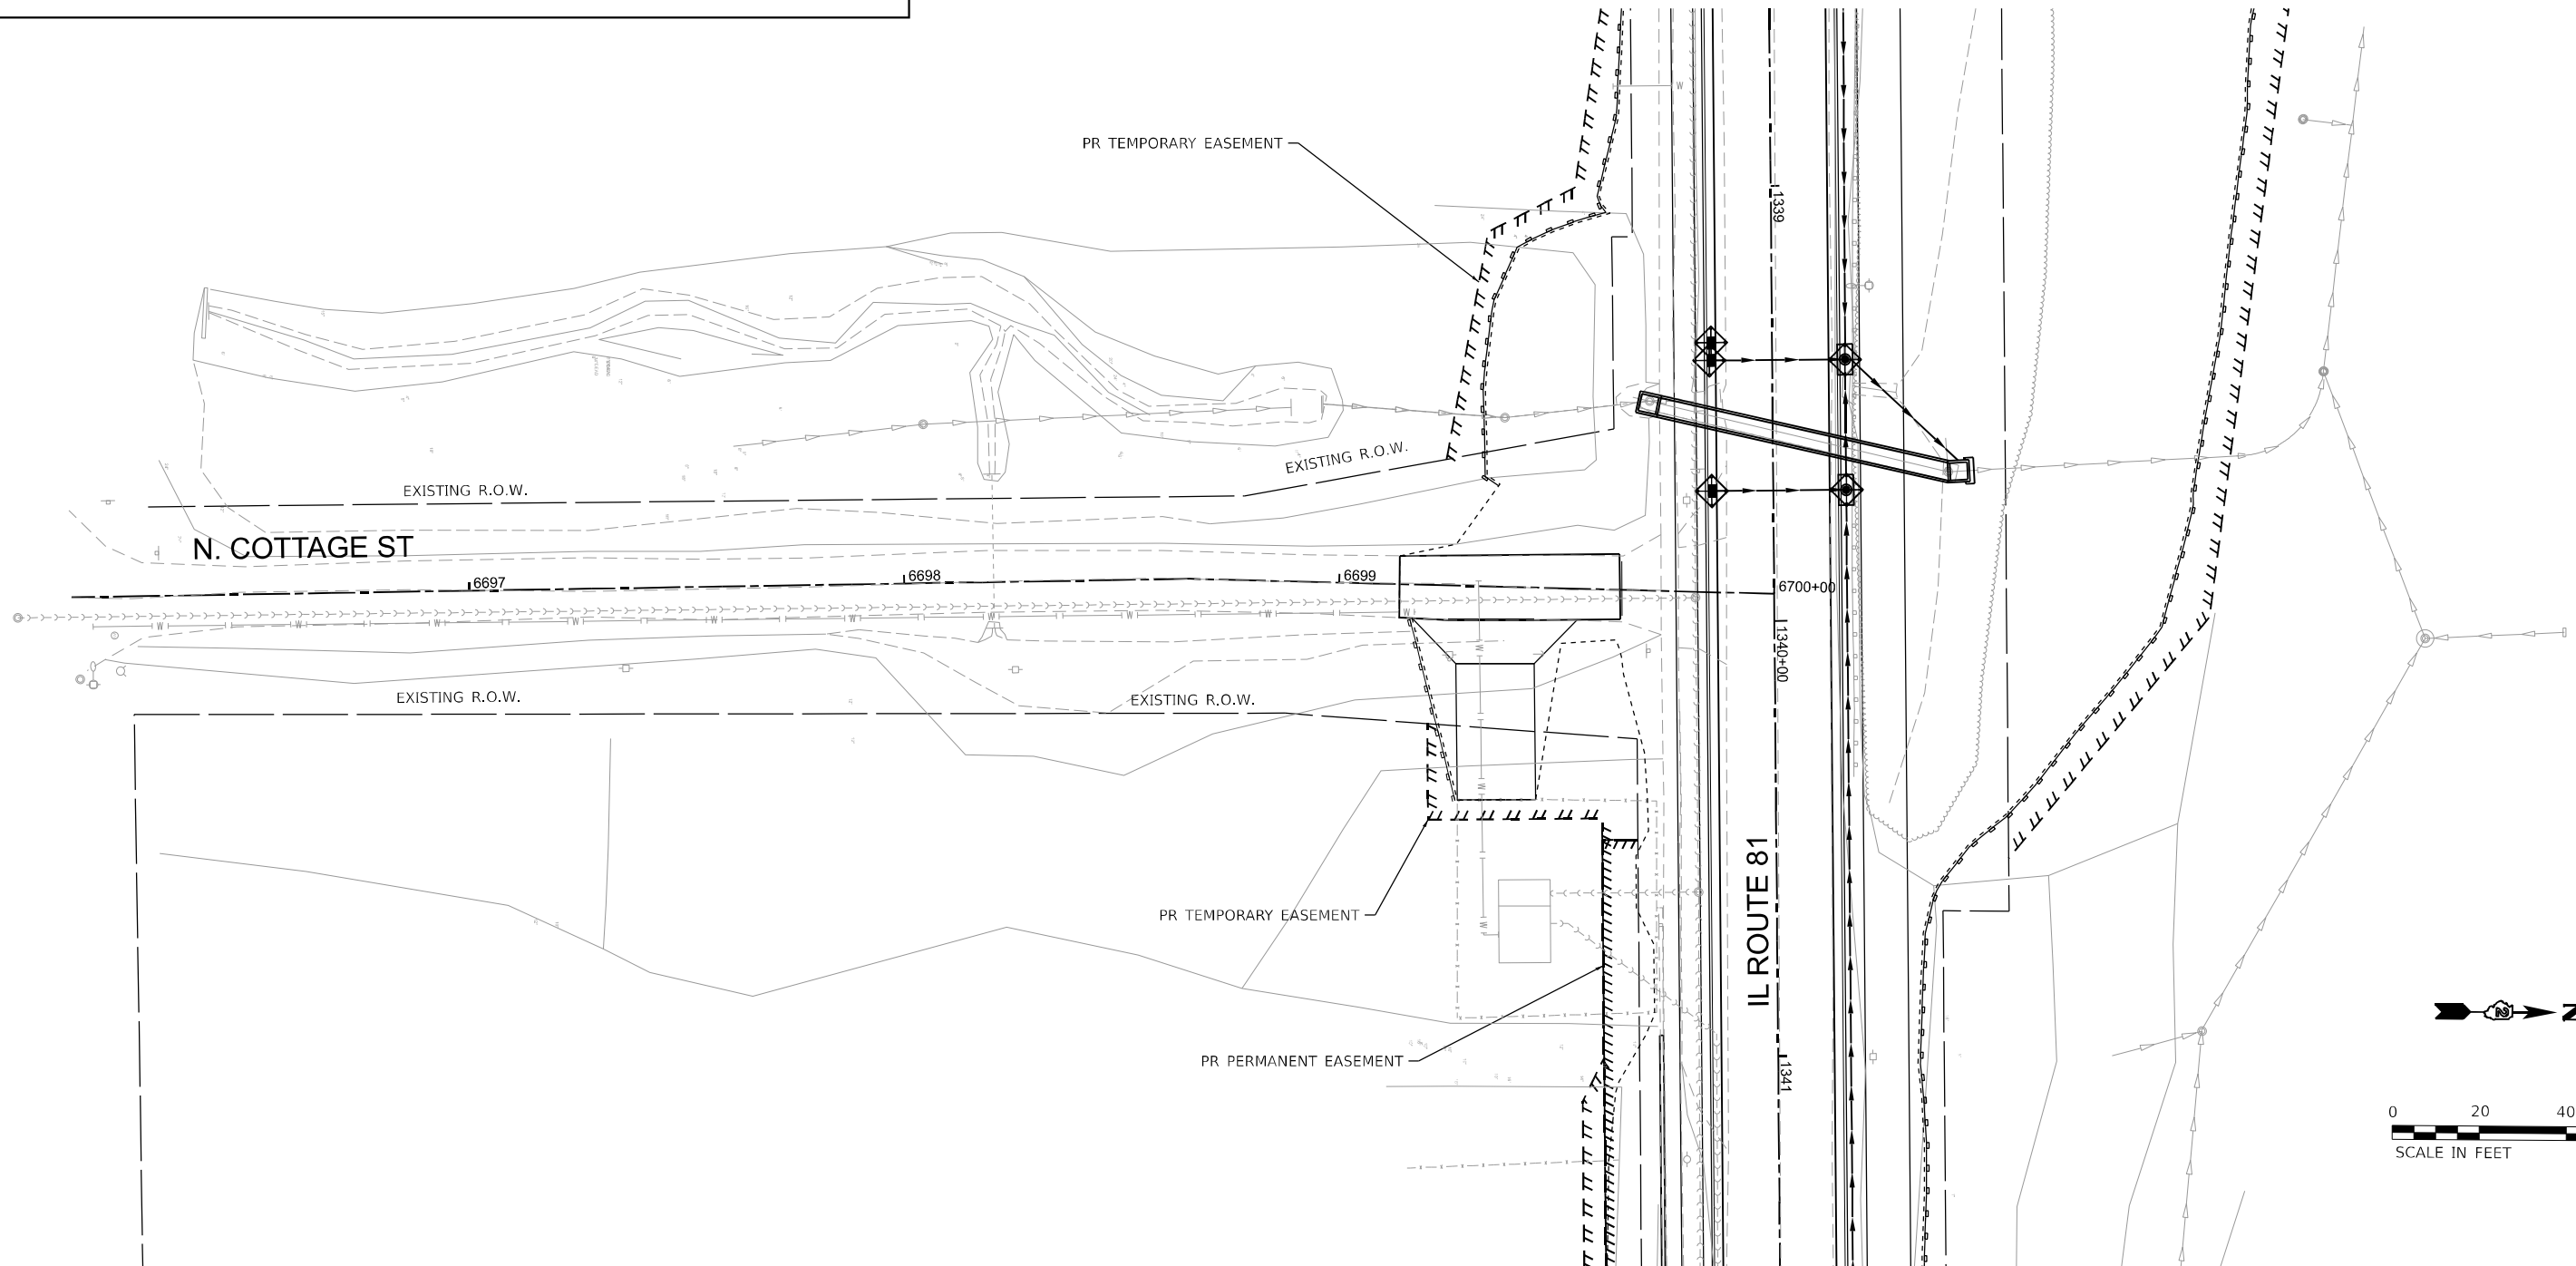 PR TEMPORARY EASEMENT
1339
EXISTING R.O.W.
EXISTING R.O.W.
N. COTTAGE ST
6697
6698
6699
6700+00
1340+00
W
W
W
W
W
W
W
W
W
W
W
W
W
W
EXISTING R.O.W.
EXISTING R.O.W.
IL ROUTE 81
PR TEMPORARY EASEMENT
2
PR PERMANENT EASEMENT
1341
0 20 40
SCALE IN FEET